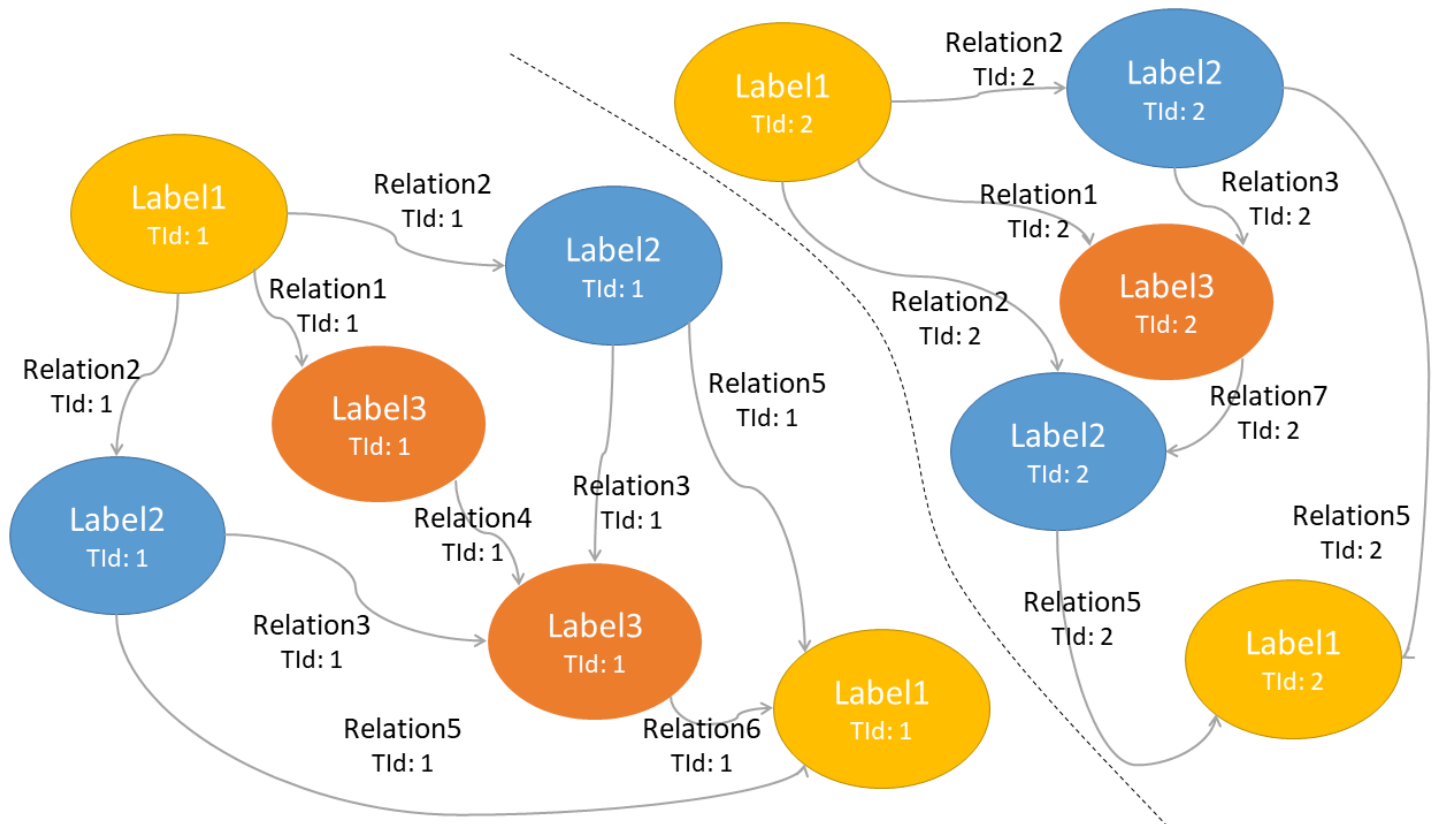 Label1
TId: 1
Relation2
TId: 1
Label2
TId: 1
Relation1
TId: 1
Relation2
TId: 1
Label3
TId: 1
Relation5
TId: 1
Label2
TId: 1
Relation4
TId: 1
Relation3
TId: 1
Relation3
TId: 1
Label3
TId: 1
Relation5
TId: 1
Relation6
TId: 1
Label1
TId: 1
Label1
TId: 2
Relation2
TId: 2
Label2
TId: 2
Relation1
TId: 2
Relation3
TId: 2
Relation2
TId: 2
Label3
TId: 2
Relation7
TId: 2
Label2
TId: 2
Relation5
TId: 2
Relation5
TId: 2
Label1
TId: 2